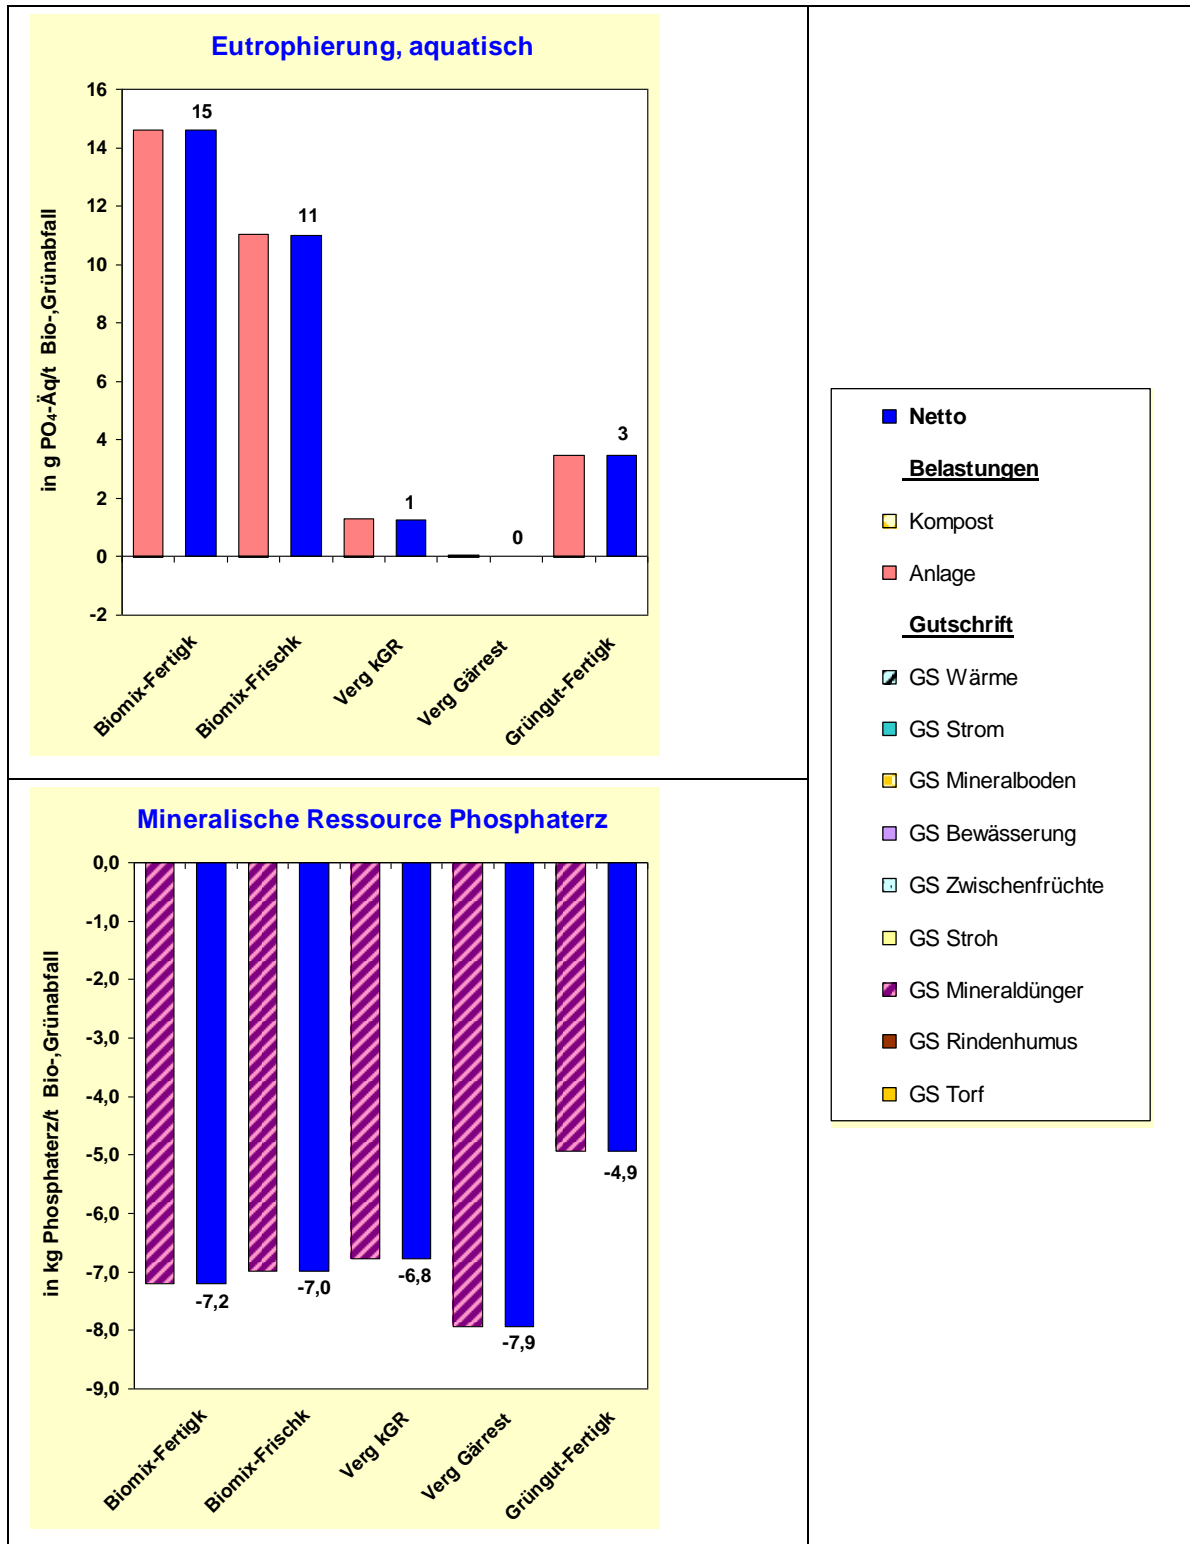 Eutrophierung, aquatisch
in g PO₄-Äq/t Bio-,Grünabfall
16
14
12
10
8
6
4
2
0
-2
15
11
1
0
3
Biomix-Fertigk
Biomix-Frischk
Verg kGR
Verg Gärrest
Grüngut-Fertigk
Mineralische Ressource Phosphaterz
in kg Phosphaterz/t Bio-,Grünabfall
0,0
-1,0
-2,0
-3,0
-4,0
-5,0
-6,0
-7,0
-8,0
-9,0
-7,2
-7,0
-6,8
-7,9
-4,9
Biomix-Fertigk
Biomix-Frischk
Verg kGR
Verg Gärrest
Grüngut-Fertigk
Netto
Belastungen
Kompost
Anlage
Gutschrift
GS Wärme
GS Strom
GS Mineralboden
GS Bewässerung
GS Zwischenfrüchte
GS Stroh
GS Mineraldünger
GS Rindenhumus
GS Torf